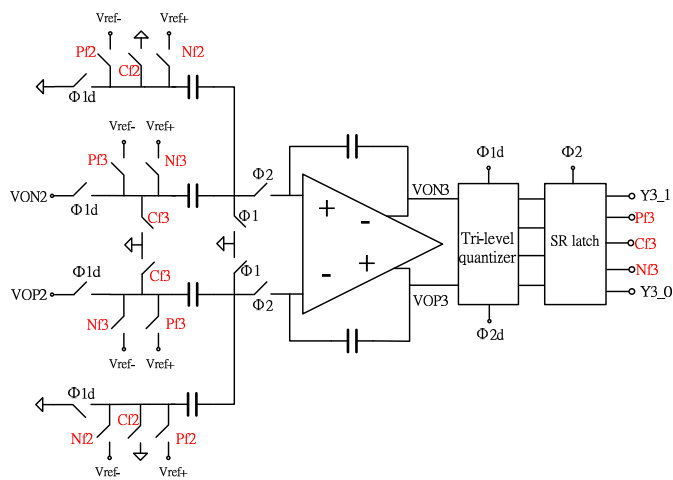 Vref- Vref+
Pf2 Cf2 Nf2
Φ1d
Vref- Vref+
Pf3 Nf3
Φ2 Φ1d Φ2
VON2 VON3 Y3_1
Φ1d Cf3 Φ1 Pf3
+ - Tri-level quantizer SR latch Cf3
Φ1d Cf3 Φ1 - + Nf3
VOP2 Φ2 VOP3 Y3_0
Nf3 Pf3 Φ2d
Vref- Vref+
Φ1d
Nf2 Cf2 Pf2
Vref- Vref+